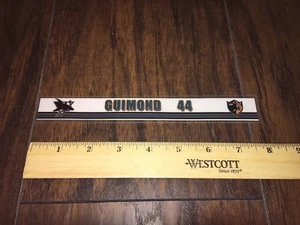 GUIMOND 44
1 2 3 4 5 6 7 8 9
WESTCOTT
Since 1872